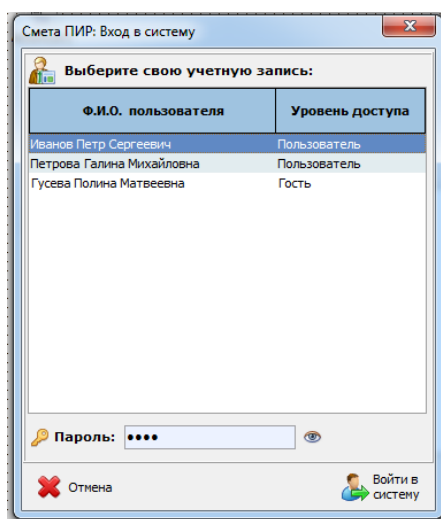 Смета ПИР: Вход в систему
Выберите свою учетную запись:
Ф.И.О. пользователя Уровень доступа
Иванов Петр Сергеевич Пользователь
Петрова Галина Михайловна Пользователь
Гусева Полина Матвеевна Гость
Пароль: ••••
Отмена
Войти в
систему